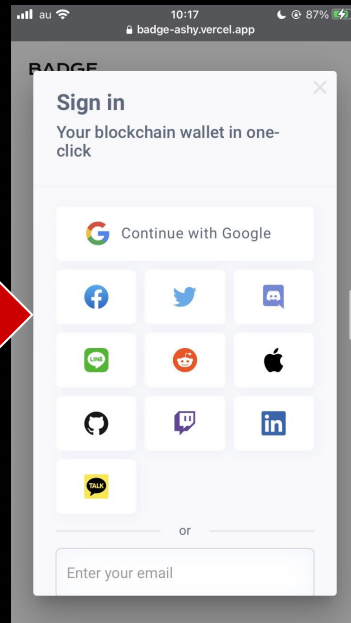 au 10:17 87%
badge-ashy.vercel.app
BADGE
Sign in
Your blockchain wallet in one-
click
Continue with Google
LINE
TALK
in
or
Enter your email